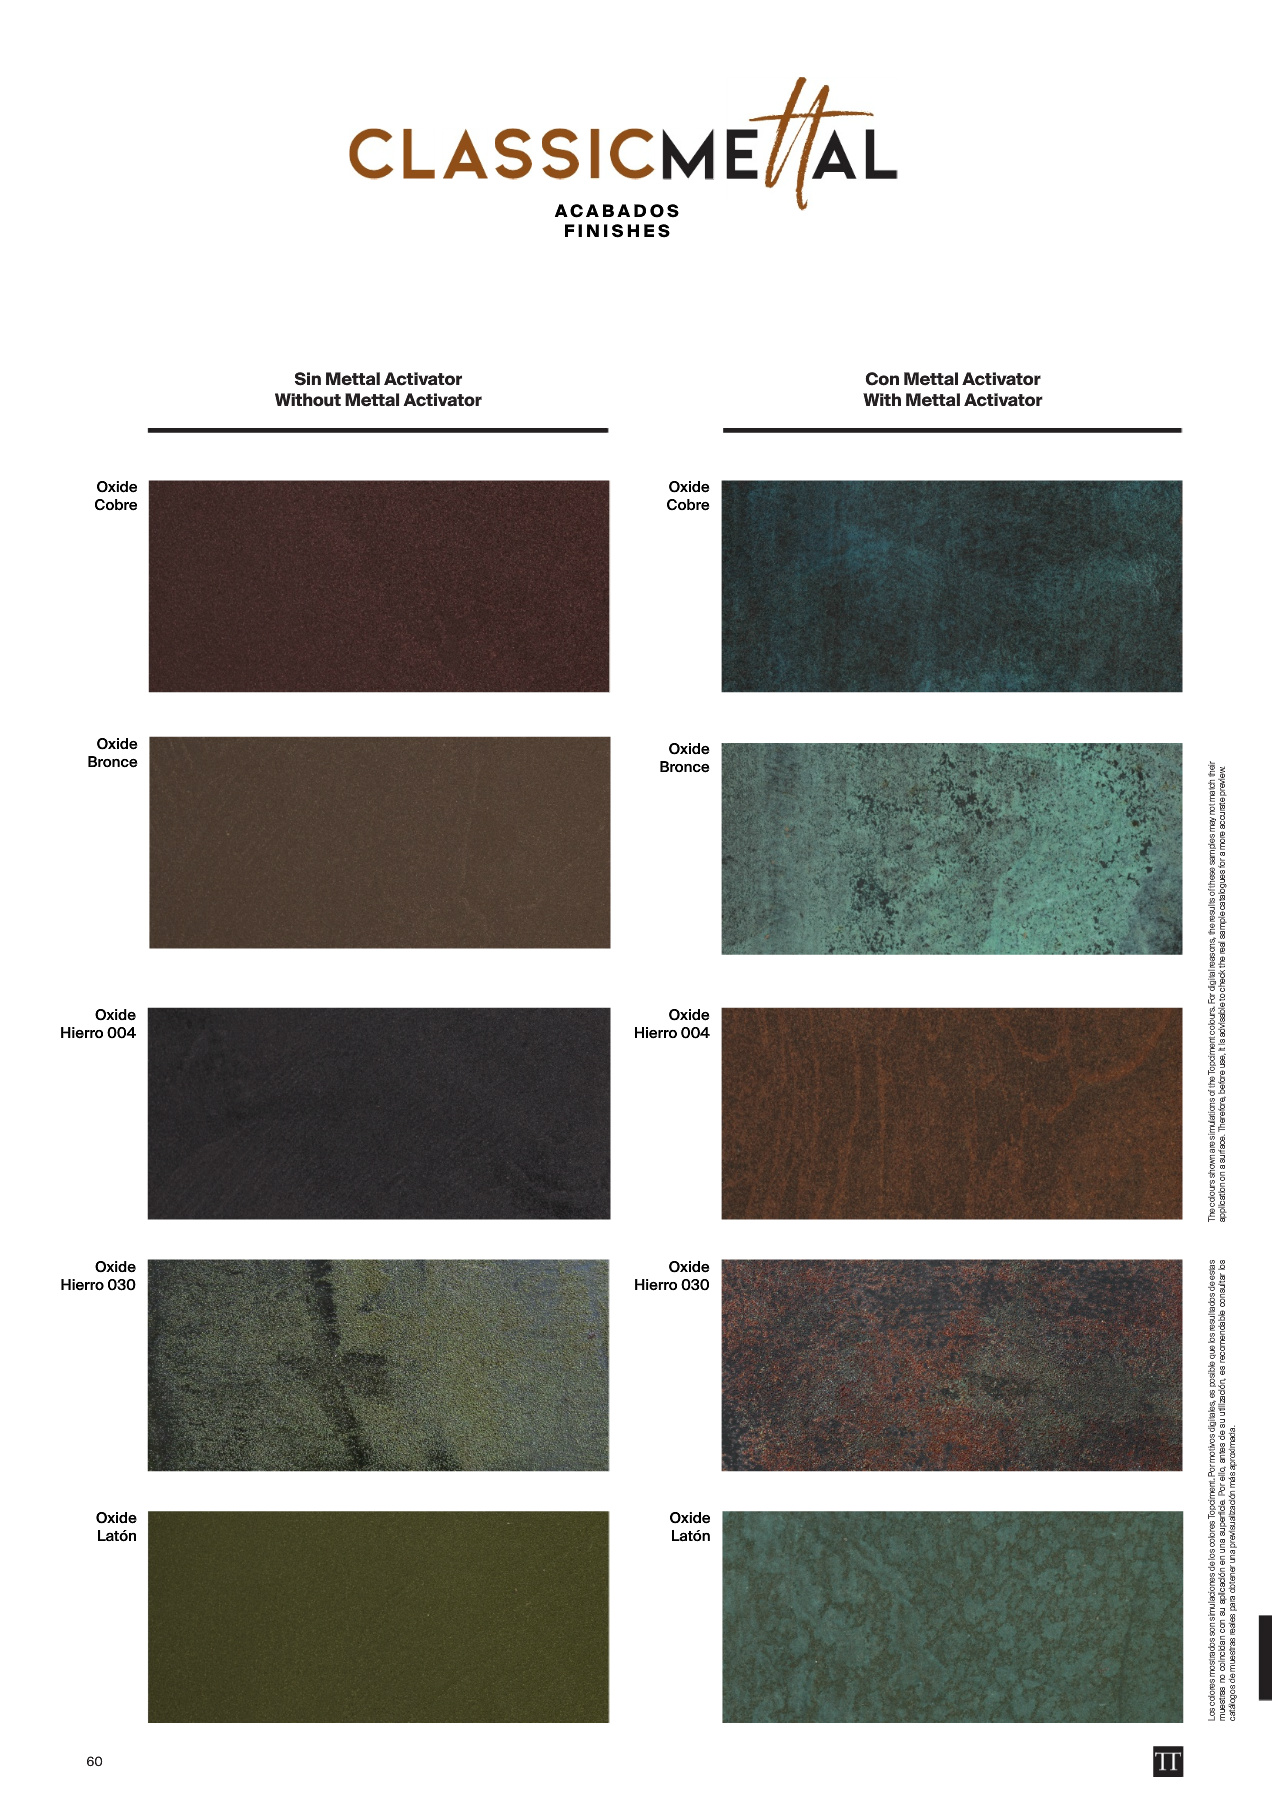 CLASSICMEttAL
ACABADOS
FINISHES
Sin Mettal Activator
Without Mettal Activator
Con Mettal Activator
With Mettal Activator
Oxide
Cobre
Oxide
Cobre
Oxide
Bronce
Oxide
Bronce
Oxide
Hierro 004
Oxide
Hierro 004
Oxide
Hierro 030
Oxide
Hierro 030
Oxide
Latón
Oxide
Latón
The colours shown are simulations of the Topciment colours. For digital reasons, the results of these samples may not match their
application on a surface. Therefore, before use, it is advisable to check the real sample catalogues for a more accurate preview.
Los colores mostrados son simulaciones de los colores Topciment. Por motivos digitales, es posible que los resultados de estas
muestras no coincidan con su aplicación en una superficie. Por ello, antes de su utilización, es recomendable consultar los
catálogos de muestras reales para obtener una previsualización más aproximada.
60
TT